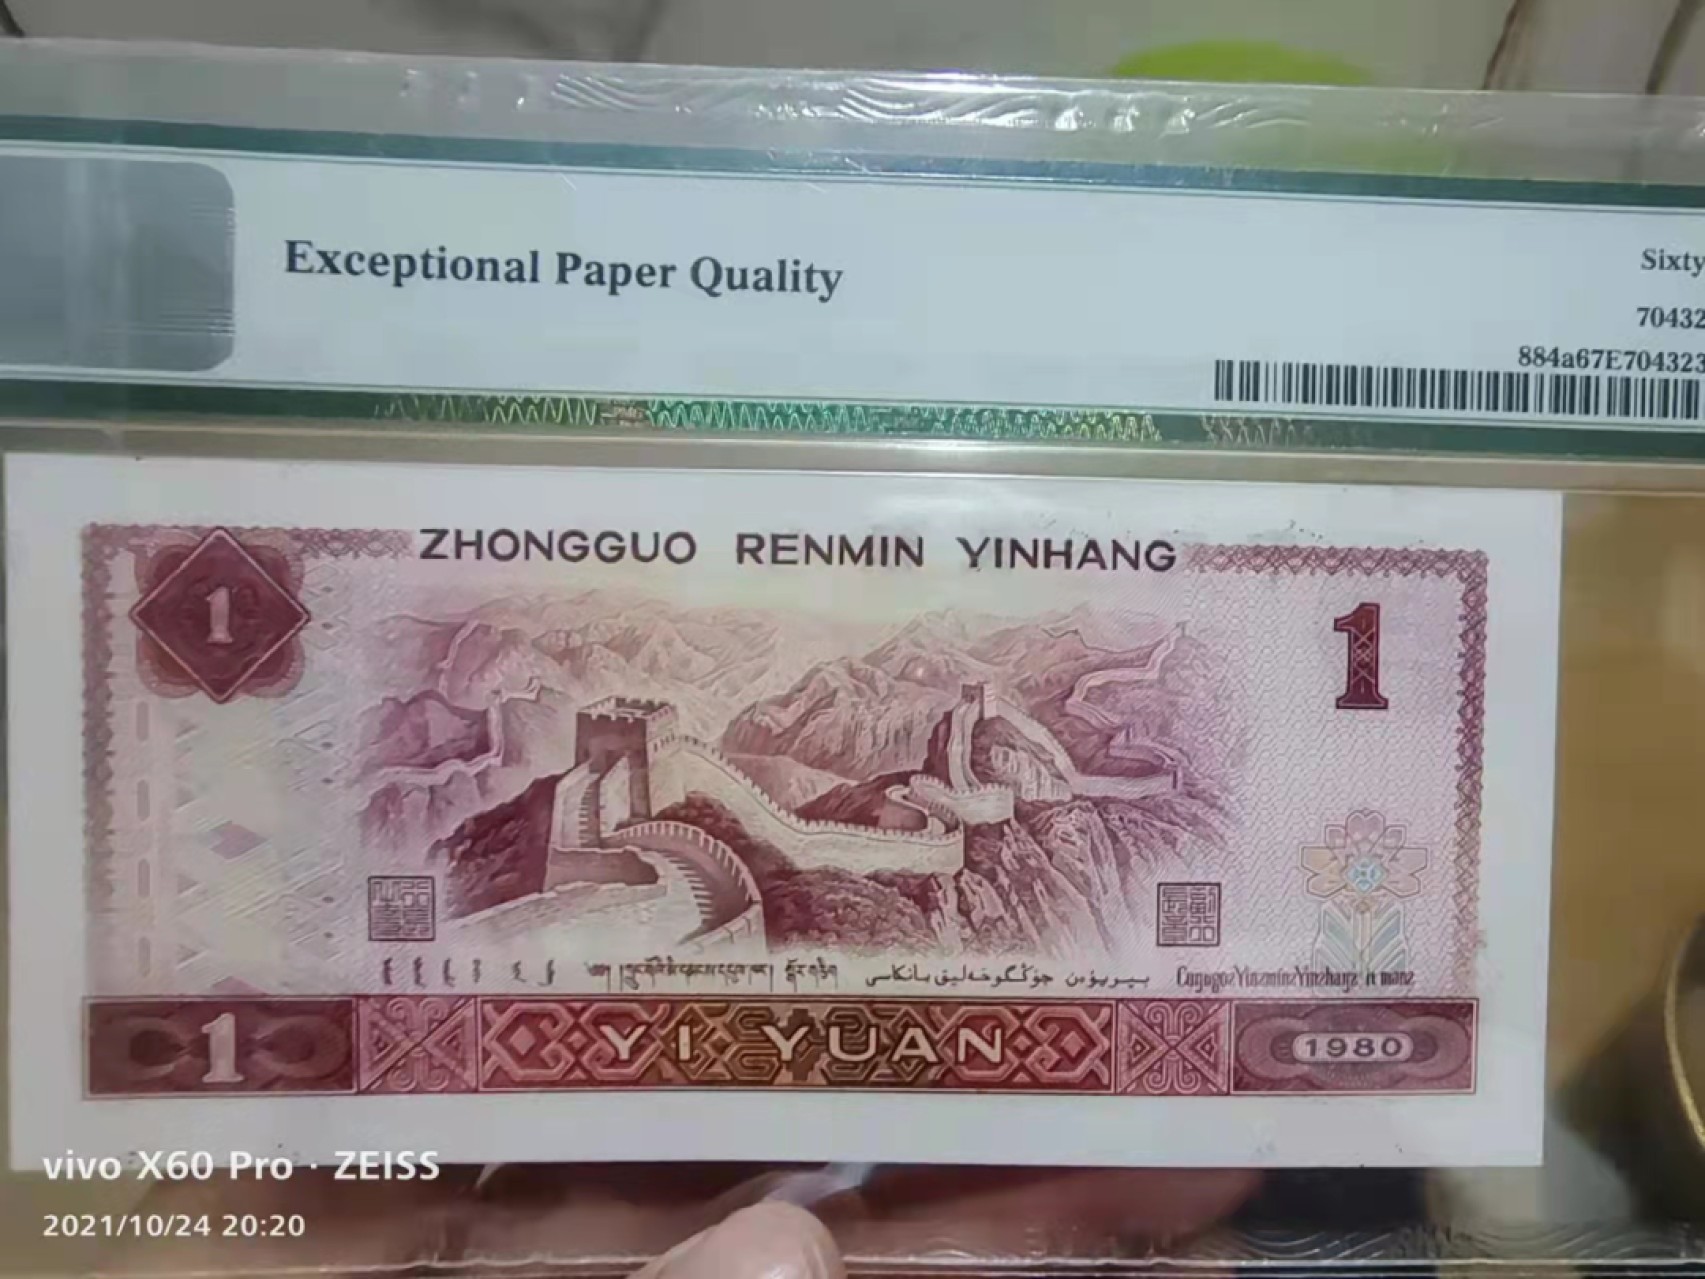 Exceptional Paper Quality
Sixty
70432
884a67E704323
ZHONGGUO RENMIN YINHANG
1
1
1 YI YUAN 1980
vivo X60 Pro · ZEISS
2021/10/24 20:20